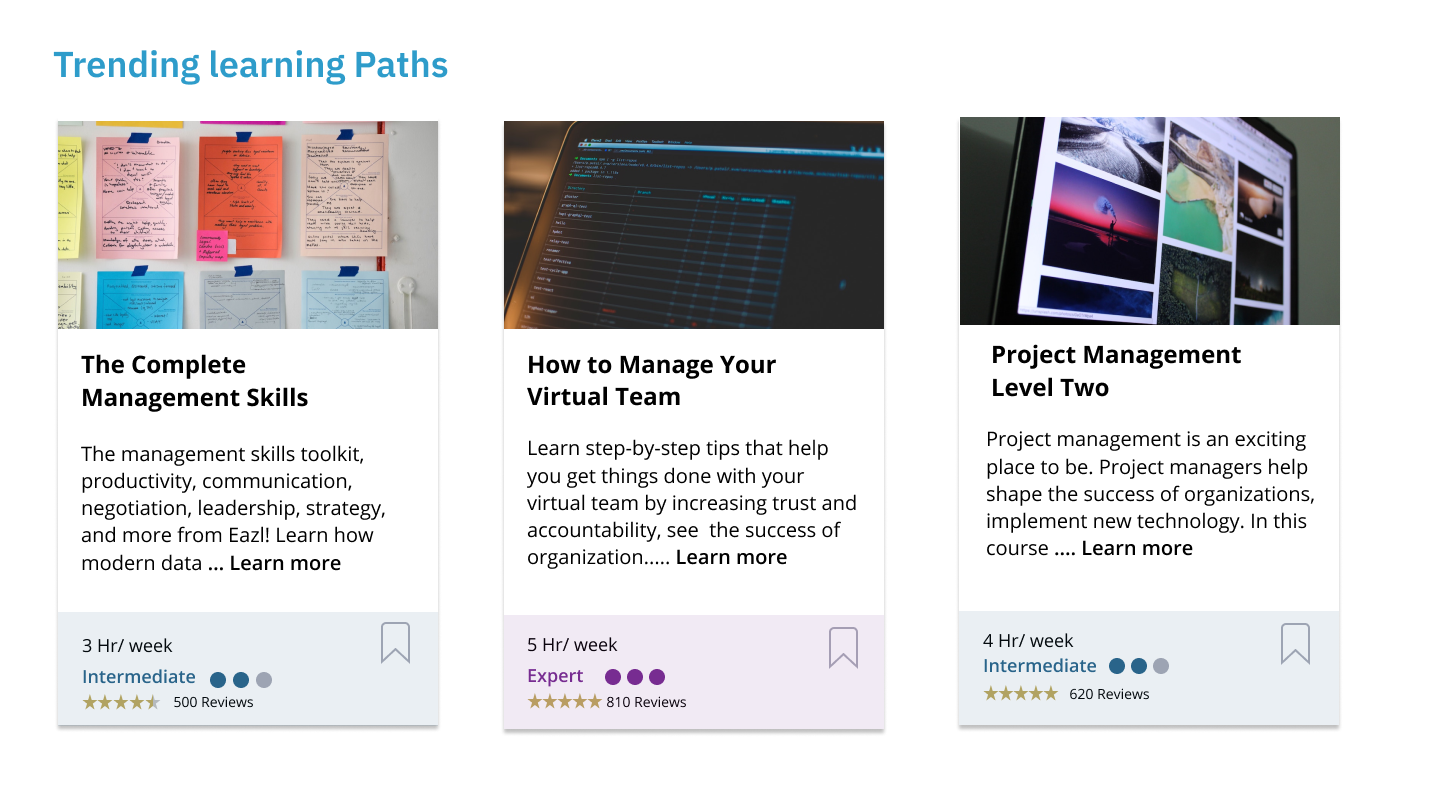 Trending learning Paths
The Complete
Management Skills
The management skills toolkit,
productivity, communication,
negotiation, leadership, strategy,
and more from Eazl! Learn how
modern data ... Learn more
3 Hr/ week
Intermediate
500 Reviews
How to Manage Your
Virtual Team
Learn step-by-step tips that help
you get things done with your
virtual team by increasing trust and
accountability, see  the success of
organization..... Learn more
5 Hr/ week
Expert
810 Reviews
Project Management
Level Two
Project management is an exciting
place to be. Project managers help
shape the success of organizations,
implement new technology. In this
course .... Learn more
4 Hr/ week
Intermediate
620 Reviews